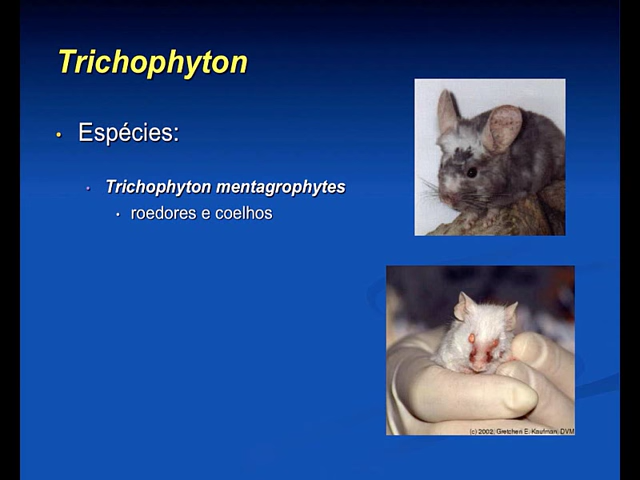 Trichophyton
• Espécies:
• Trichophyton mentagrophytes
• roedores e coelhos
(c) 2002, Gretchen E. Kaufman, DVM